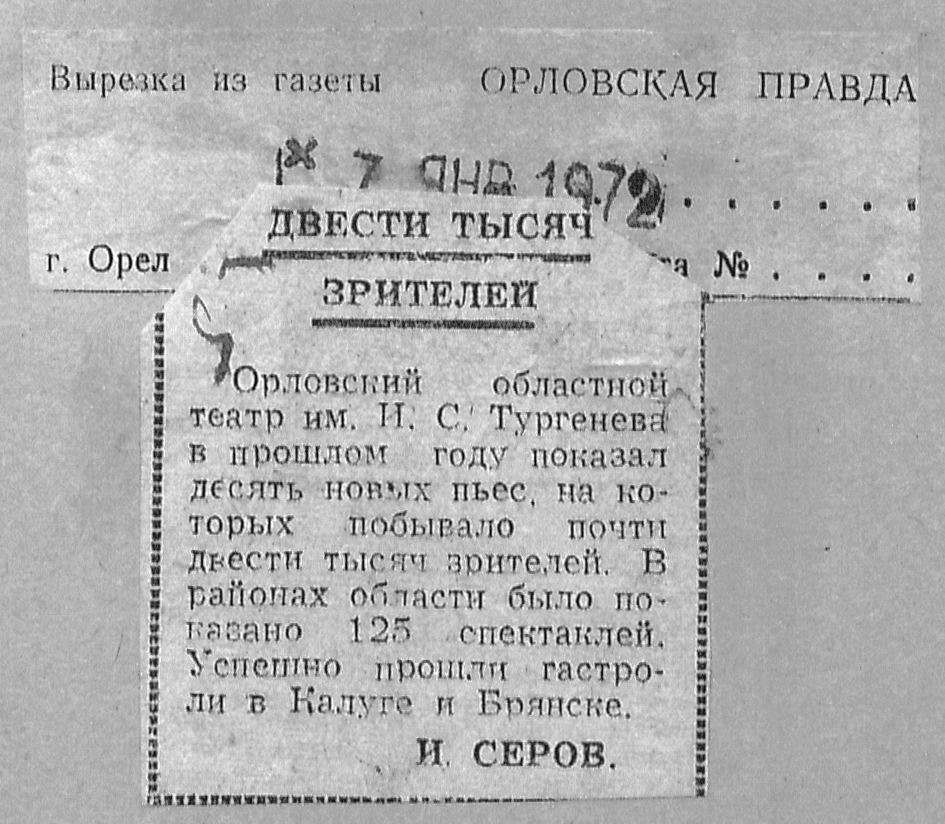 Вырезка из газеты ОРЛОВСКАЯ ПРАВДА
7 ЯНВ 1972 . . . . .
г. Орел № . . . .
ДВЕСТИ ТЫСЯЧ
ЗРИТЕЛЕЙ
Орловский областной
театр им. И. С. Тургенева
в прошлом году показал
десять новых пьес, на ко-
торых побывало почти
двести тысяч зрителей. В
районах области было по-
казано 125 спектаклей.
Успешно прошли гастро-
ли в Калуге и Брянске.
И. СЕРОВ.